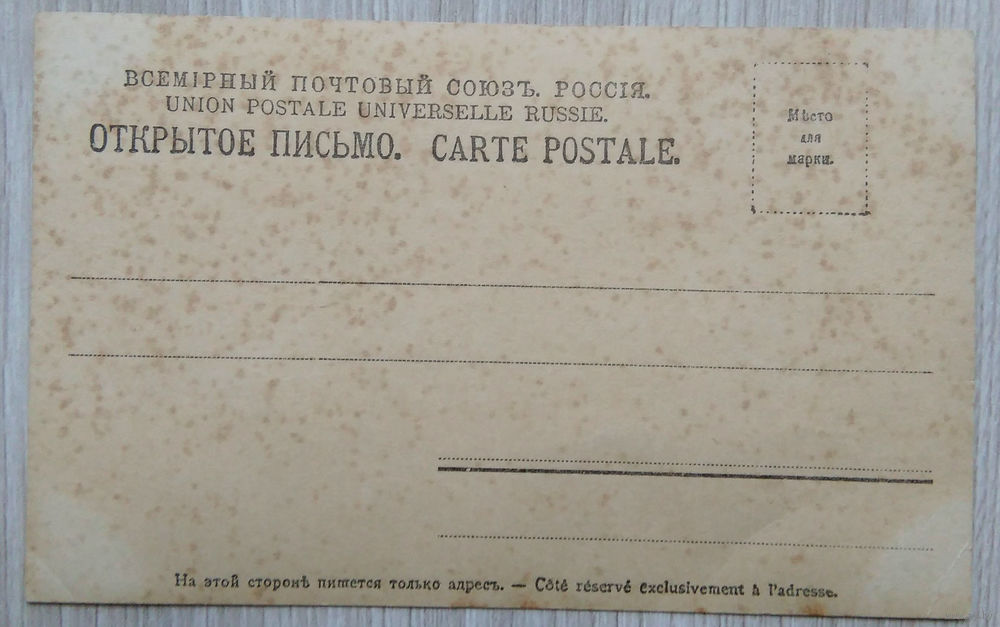 ВСЕМІРНЫЙ ПОЧТОВЫЙ СОЮЗЪ. РОССІЯ.
UNION POSTALE UNIVERSELLE RUSSIE.
ОТКРЫТОЕ ПИСЬМО. CARTE POSTALE.
Мѣсто
для
марки.
На этой сторонѣ пишется только адресъ. — Côté réservé exclusivement à l'adresse.